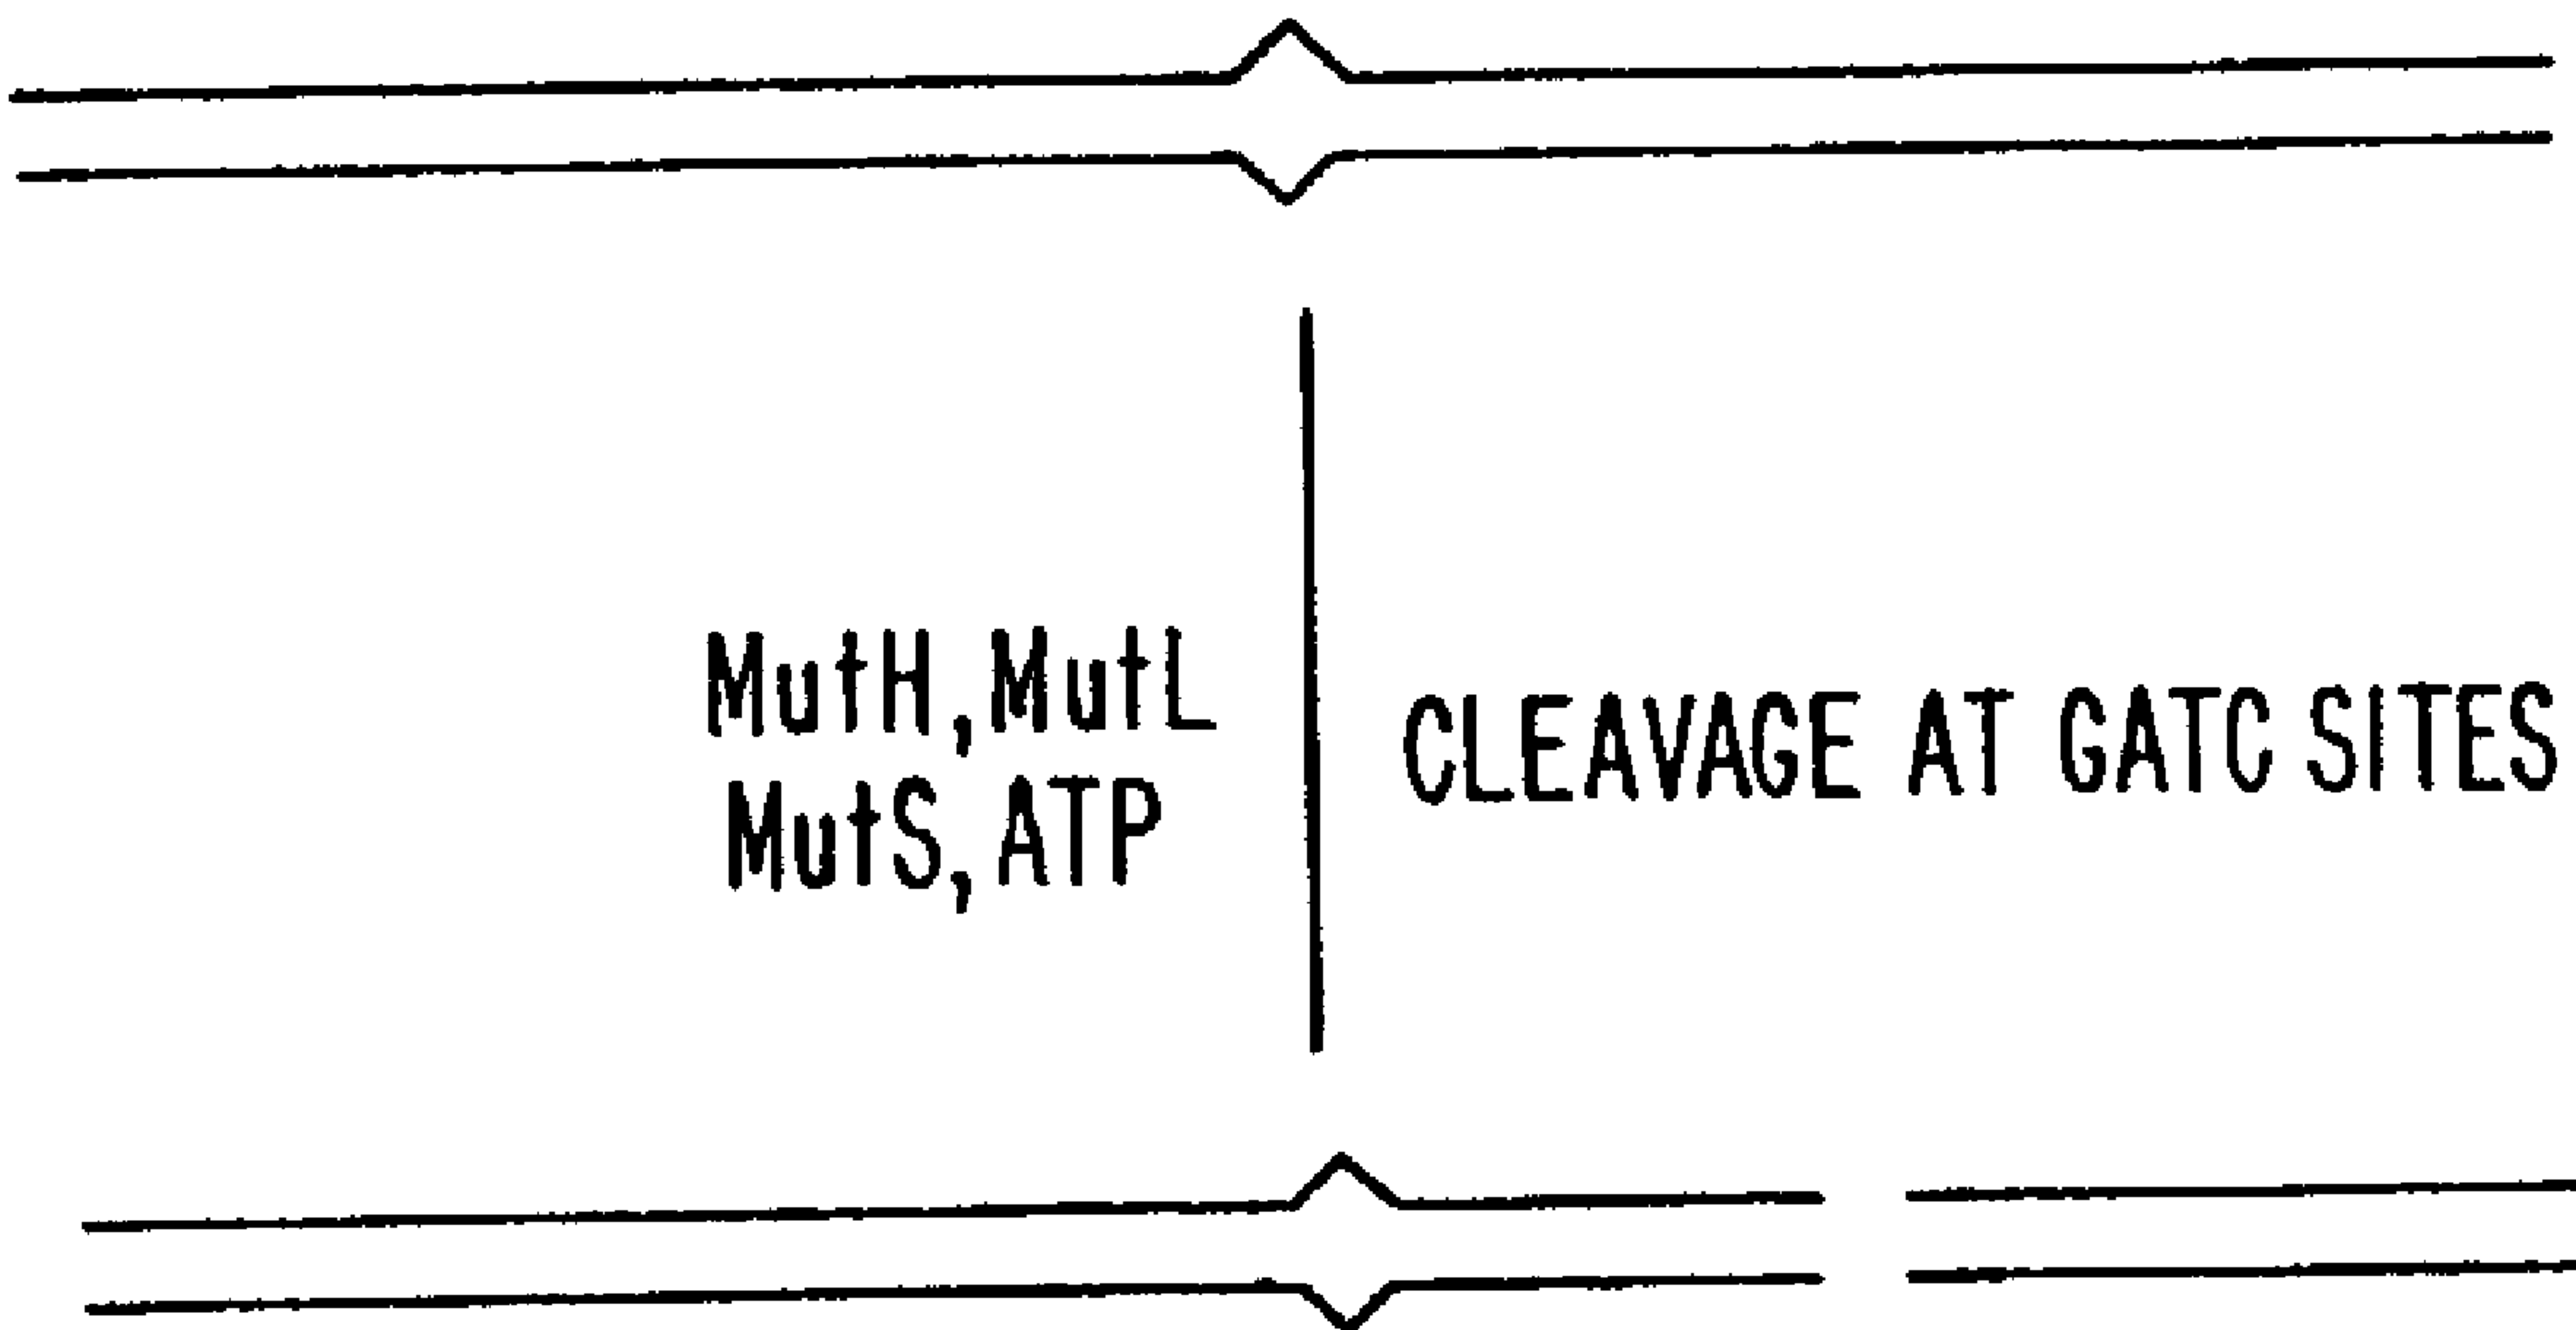 MutH, MutL
MutS, ATP
CLEAVAGE AT GATC SITES